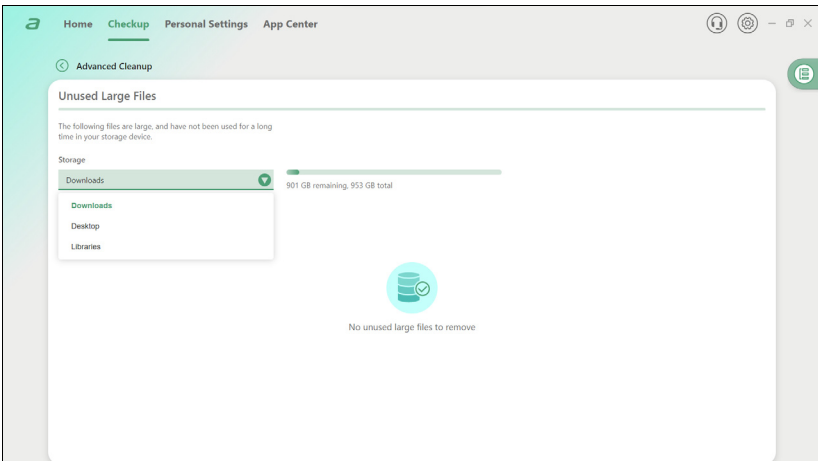 a Home Checkup Personal Settings App Center
Advanced Cleanup
Unused Large Files
The following files are large, and have not been used for a long
time in your storage device.
Storage
Downloads
901 GB remaining, 953 GB total
Downloads
Desktop
Libraries
No unused large files to remove